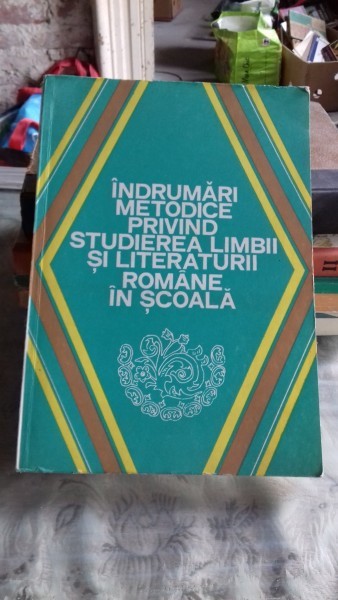 ÎNDRUMĂRI
METODICE
PRIVIND
STUDIEREA LIMBII
ȘI LITERATURII
ROMÂNE
ÎN ȘCOALĂ